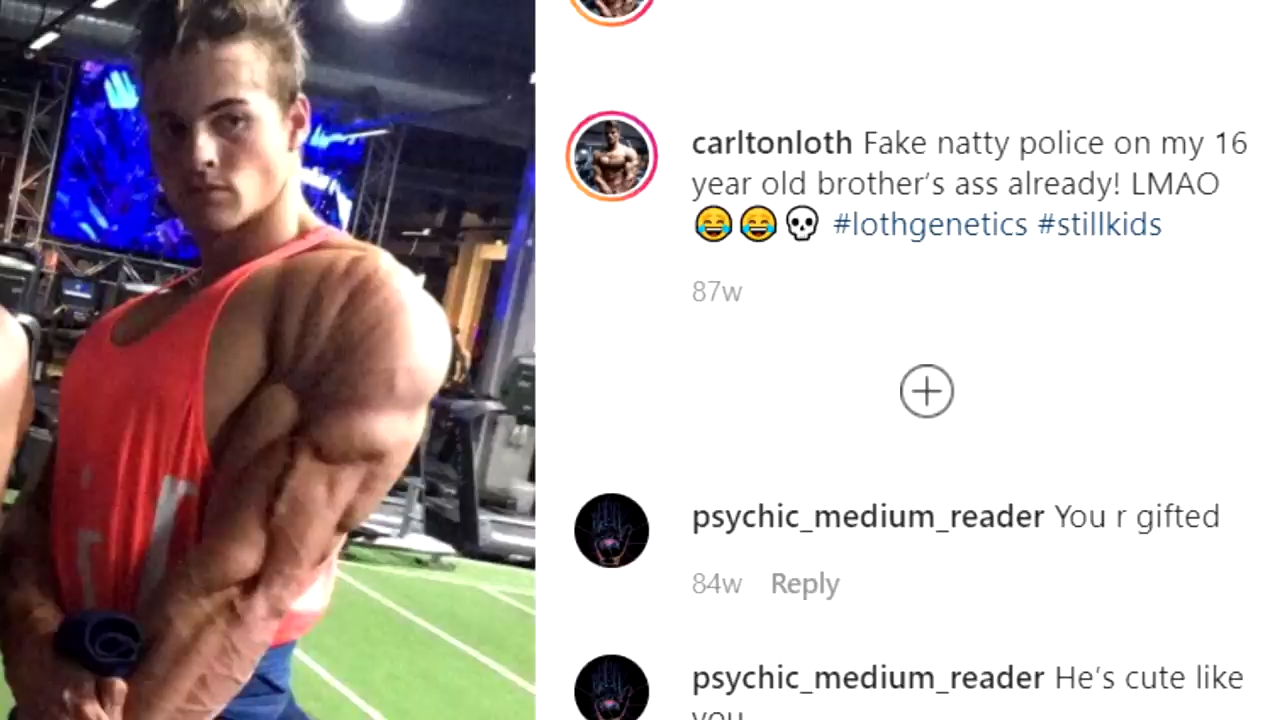 carltonloth Fake natty police on my 16
year old brother's ass already! LMAO
😂😂💀 #lothgenetics #stillkids
87w
psychic_medium_reader You r gifted
84w Reply
psychic_medium_reader He's cute like
you